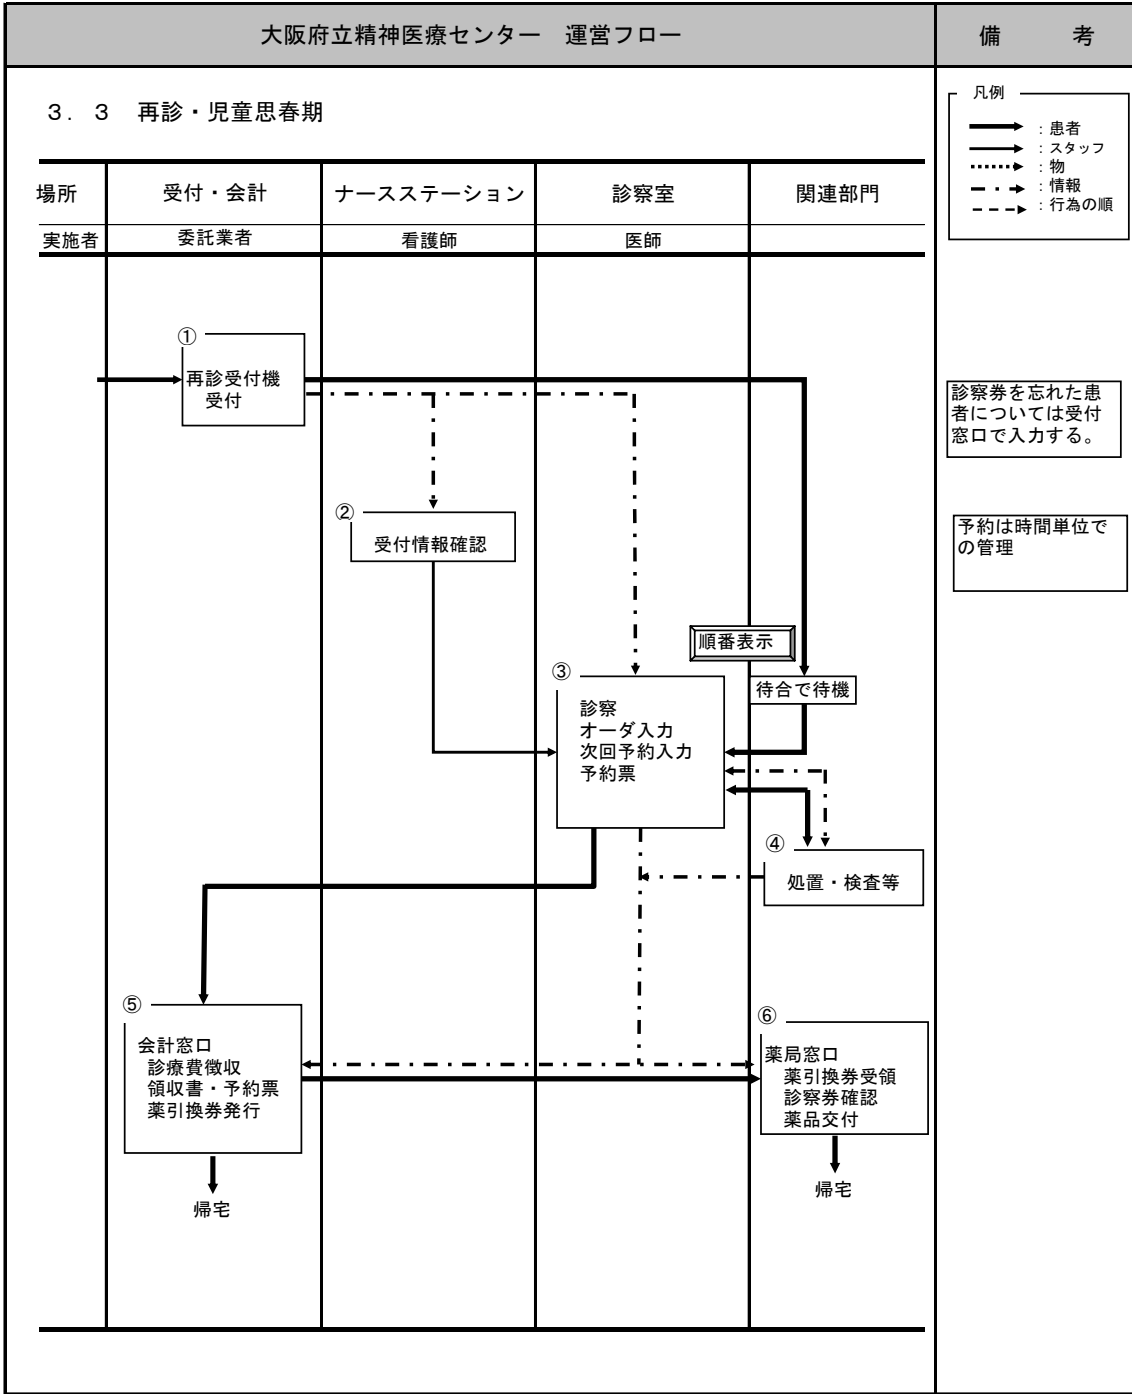 大阪府立精神医療センター　運営フロー
備　　考
３．３　再診・児童思春期
凡例
：患者
：スタッフ
：物
：情報
：行為の順
場所
受付・会計
ナースステーション
診察室
関連部門
実施者
委託業者
看護師
医師
①
再診受付機
受付
診察券を忘れた患
者については受付
窓口で入力する。
②
受付情報確認
予約は時間単位で
の管理
順番表示
待合で待機
③
診察
オーダ入力
次回予約入力
予約票
④
処置・検査等
⑤
会計窓口
診療費徴収
領収書・予約票
薬引換券発行
帰宅
⑥
薬局窓口
薬引換券受領
診察券確認
薬品交付
帰宅